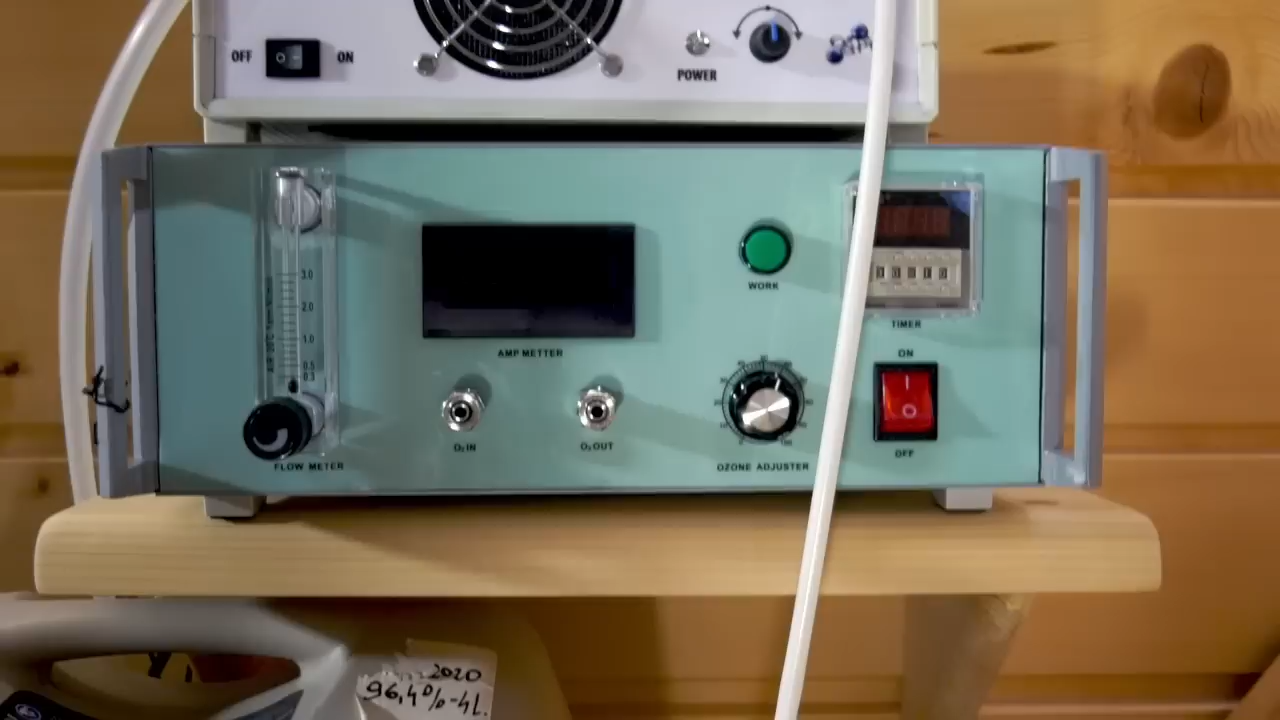 OFF
ON
POWER
3.0
2.0
1.0
0.5
0.3
AMP METTER
WORK
TIMER
ON
OFF
O₂ IN
O₃ OUT
FLOW METER
OZONE ADJUSTER
2020
96,4%-4l.